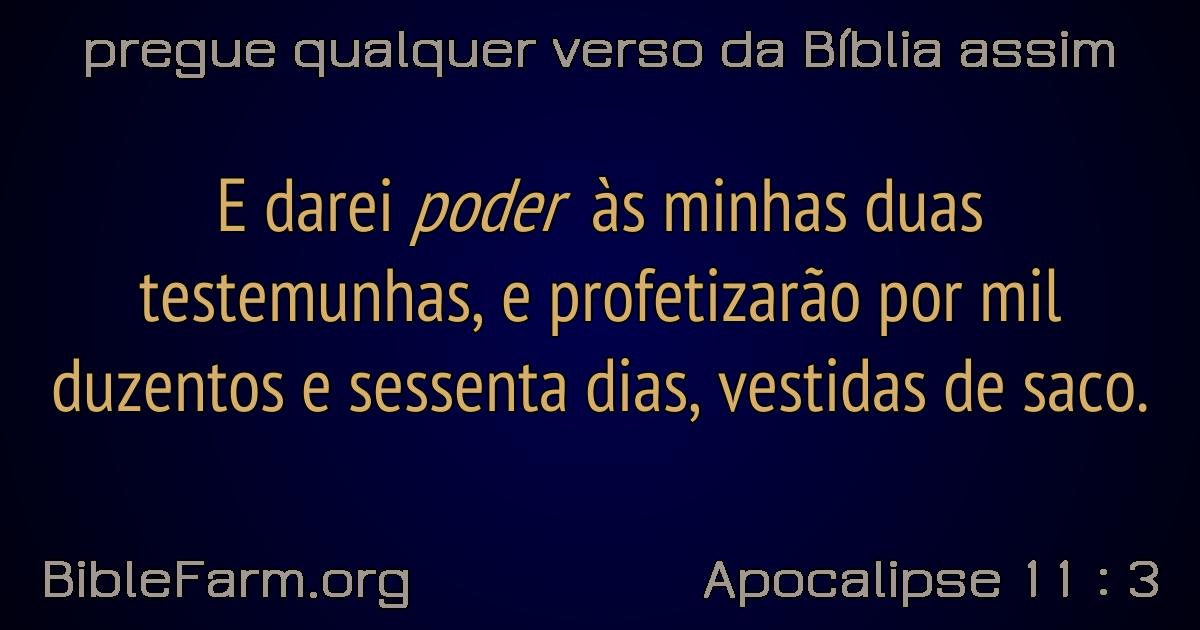 pregue qualquer verso da Bíblia assim
E darei poder às minhas duas
testemunhas, e profetizarão por mil
duzentos e sessenta dias, vestidas de saco.
BibleFarm.org
Apocalipse 11 : 3